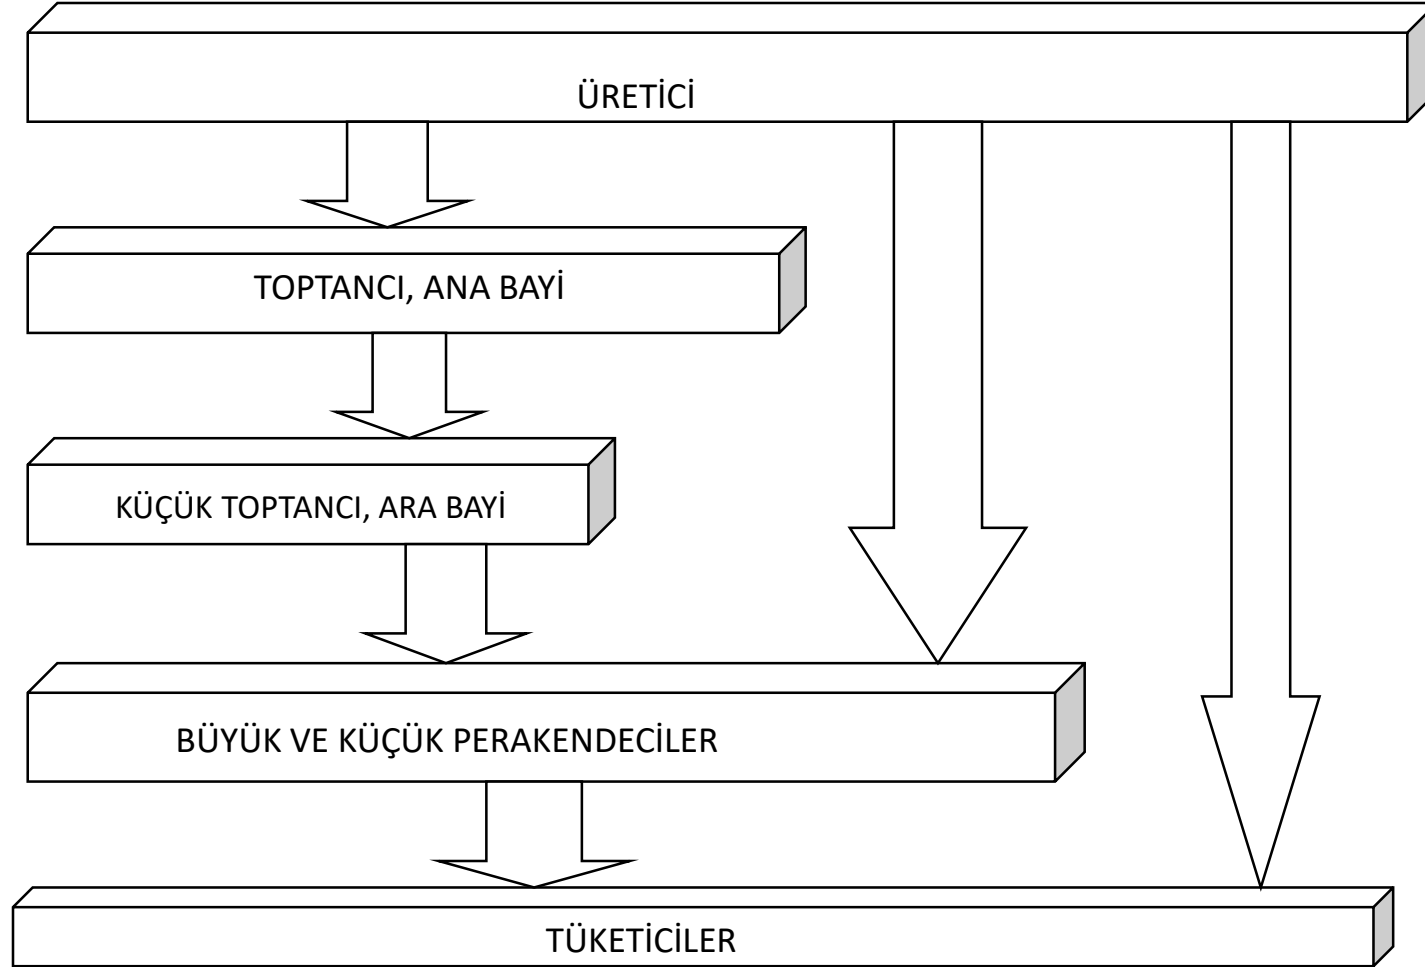 ÜRETİCİ
TOPTANCI, ANA BAYİ
KÜÇÜK TOPTANCI, ARA BAYİ
BÜYÜK VE KÜÇÜK PERAKENDECİLER
TÜKETİCİLER